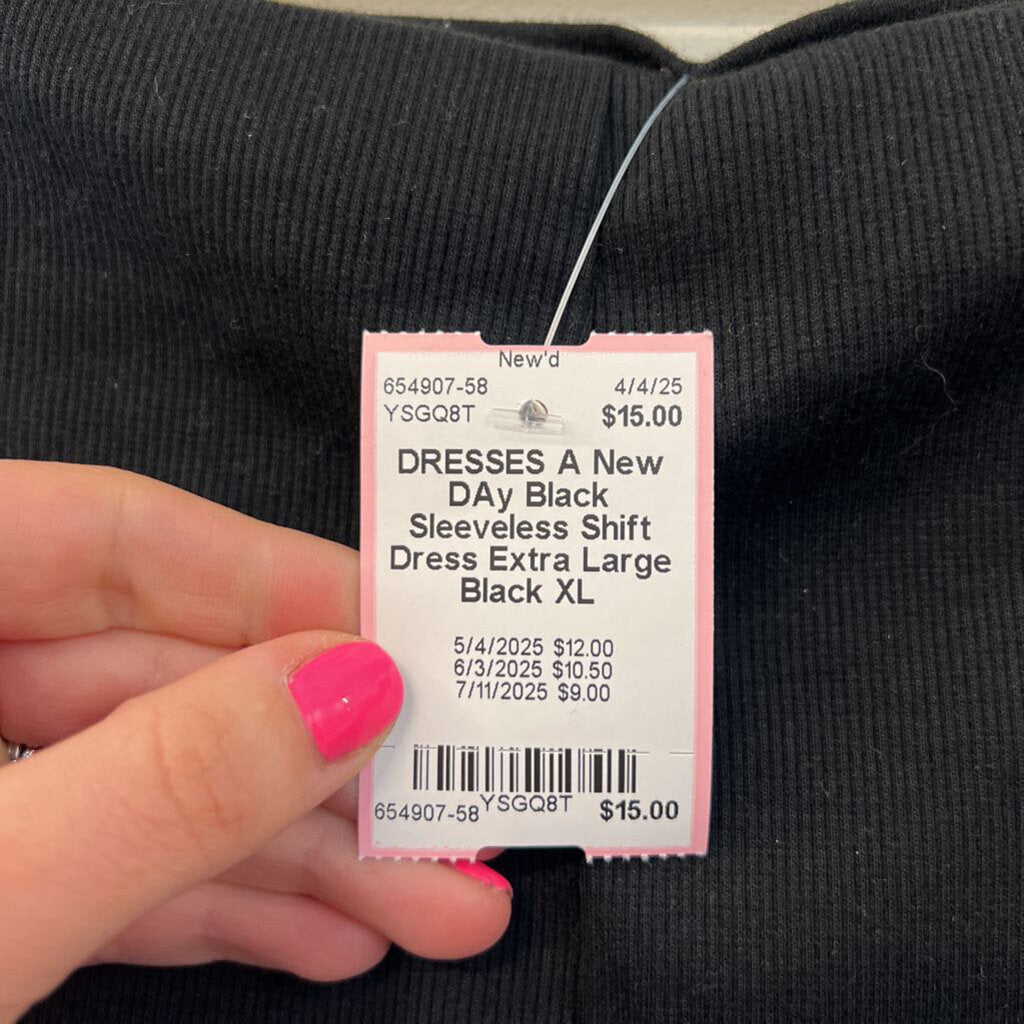 New'd
654907-58 4/4/25
YSGQ8T $15.00
DRESSES A New
DAy Black
Sleeveless Shift
Dress Extra Large
Black XL
5/4/2025 $12.00
6/3/2025 $10.50
7/11/2025 $9.00
654907-58 YSGQ8T $15.00